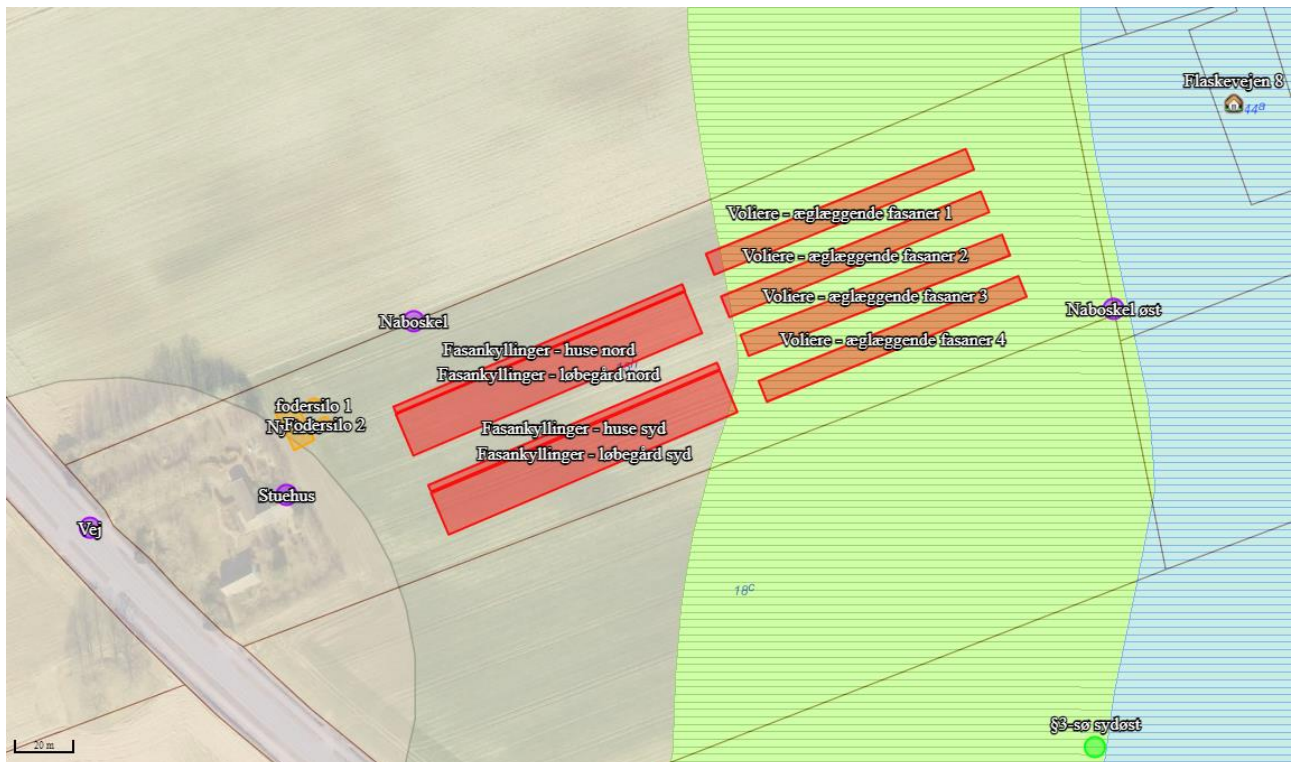 Flaskevejen 8
44a
Voliere - æglæggende fasaner 1
Voliere - æglæggende fasaner 2
Voliere - æglæggende fasaner 3
Naboskel øst
Naboskel
Voliere - æglæggende fasaner 4
Fasankyllinger - huse nord
Fasankyllinger - løbegård nord
fodersilo 1
Fodersilo 2
Fasankyllinger - huse syd
Fasankyllinger - løbegård syd
Stuehus
Vej
18c
§3-sø sydøst
20 m